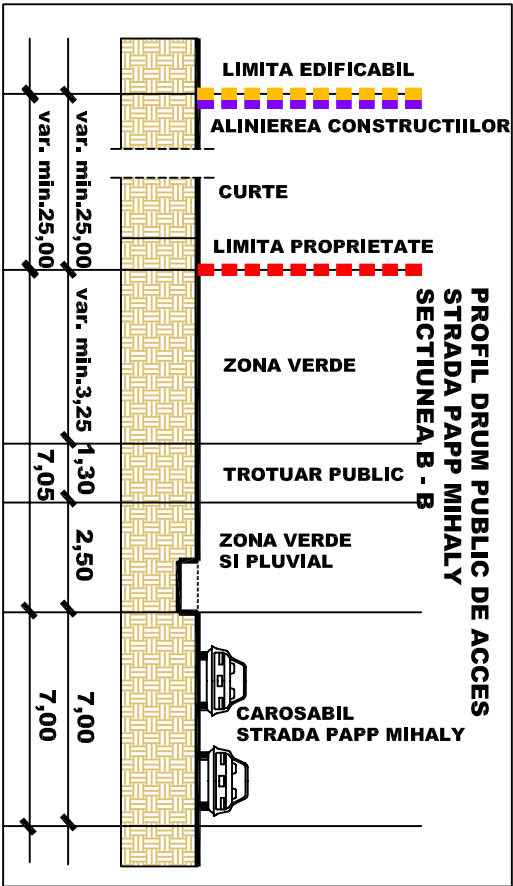 PROFIL DRUM PUBLIC DE ACCES
STRADA PAPP MIHALY
SECTIUNEA B - B
LIMITA EDIFICABIL
ALINIEREA CONSTRUCTIILOR
CURTE
LIMITA PROPRIETATE
ZONA VERDE
TROTUAR PUBLIC
ZONA VERDE
SI PLUVIAL
CAROSABIL
STRADA PAPP MIHALY
var. min.25,00
var. min.3,25
1,30
2,50
7,00
var. min.25,00
7,05
7,00